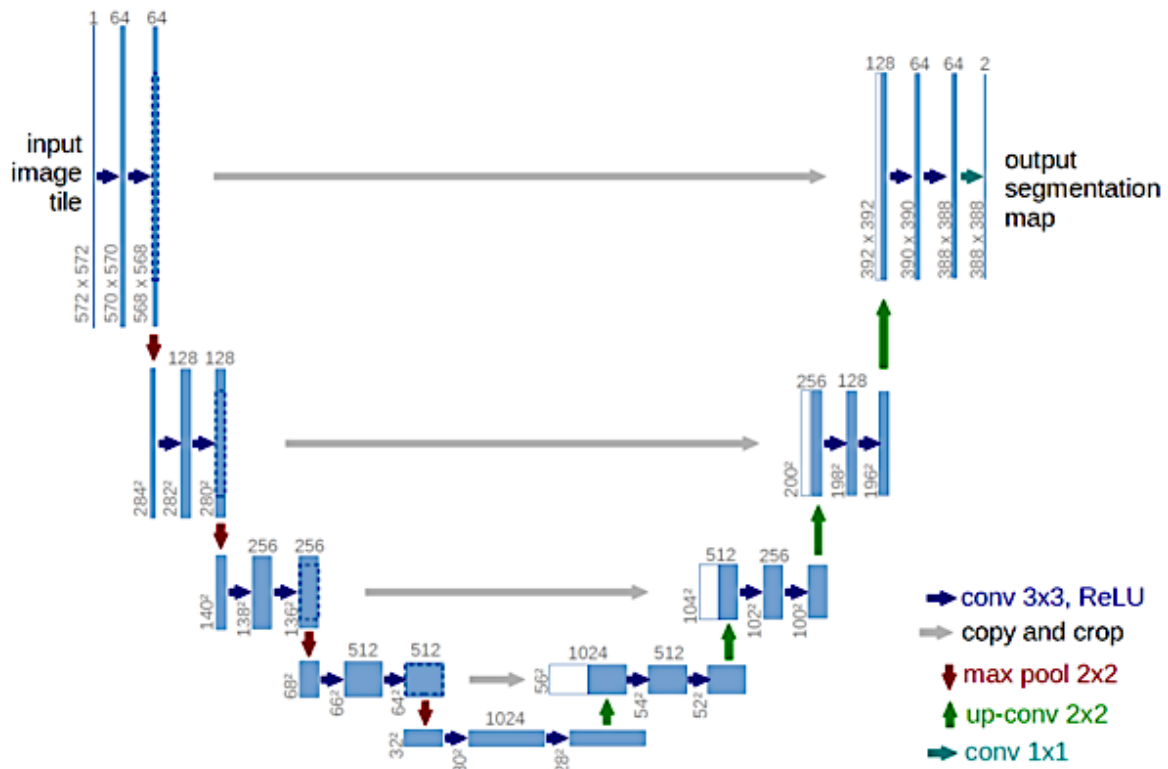 1 64 64
128 64 64 2
input
image
tile
output
segmentation
map
572 x 572
570 x 570
568 x 568
392 x 392
390 x 390
388 x 388
388 x 388
128 128
256 128
284²
282²
280²
200²
198²
196²
256 256
512 256
140²
138²
136²
104²
102²
100²
512 512
1024 512
68²
66²
64²
56²
54²
52²
1024
32²
conv 3x3, ReLU
copy and crop
max pool 2x2
up-conv 2x2
conv 1x1